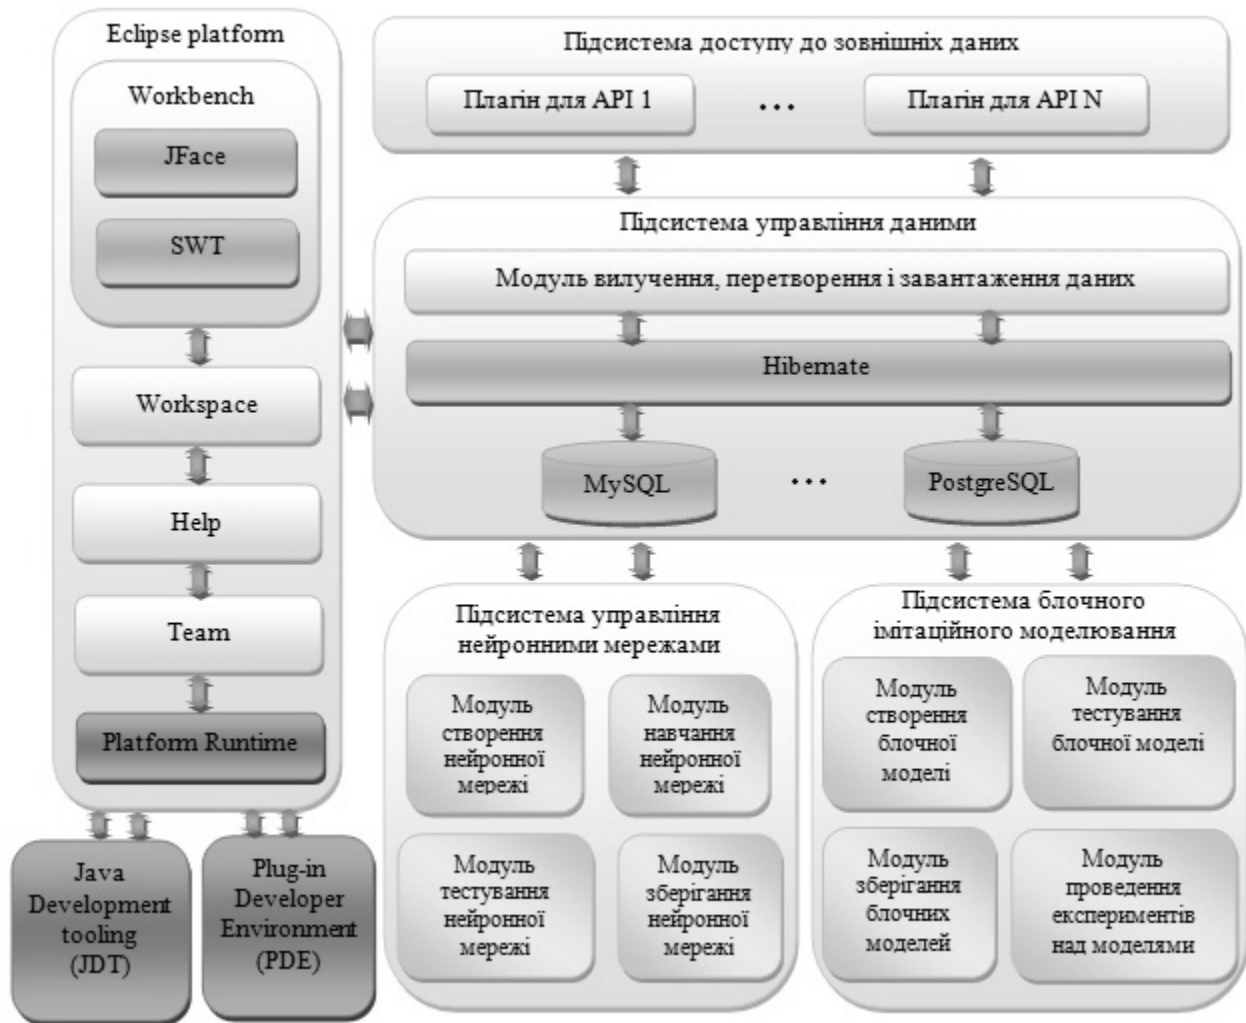 Eclipse platform
Workbench
JFace
SWT
Workspace
Help
Team
Platform Runtime
Java
Development
tooling
(JDT)
Plug-in
Developer
Environment
(PDE)
Підсистема доступу до зовнішніх даних
Плагін для API 1
...
Плагін для API N
Підсистема управління даними
Модуль вилучення, перетворення і завантаження даних
Hibernate
MySQL
...
PostgreSQL
Підсистема управління
нейронними мережами
Модуль
створення
нейронної
мережі
Модуль
навчання
нейронної
мережі
Модуль
тестування
нейронної
мережі
Модуль
зберігання
нейронної
мережі
Підсистема блочного
імітаційного моделювання
Модуль
створення
блочної
моделі
Модуль
тестування
блочної моделі
Модуль
зберігання
блочних
моделей
Модуль
проведення
експериментів
над моделями